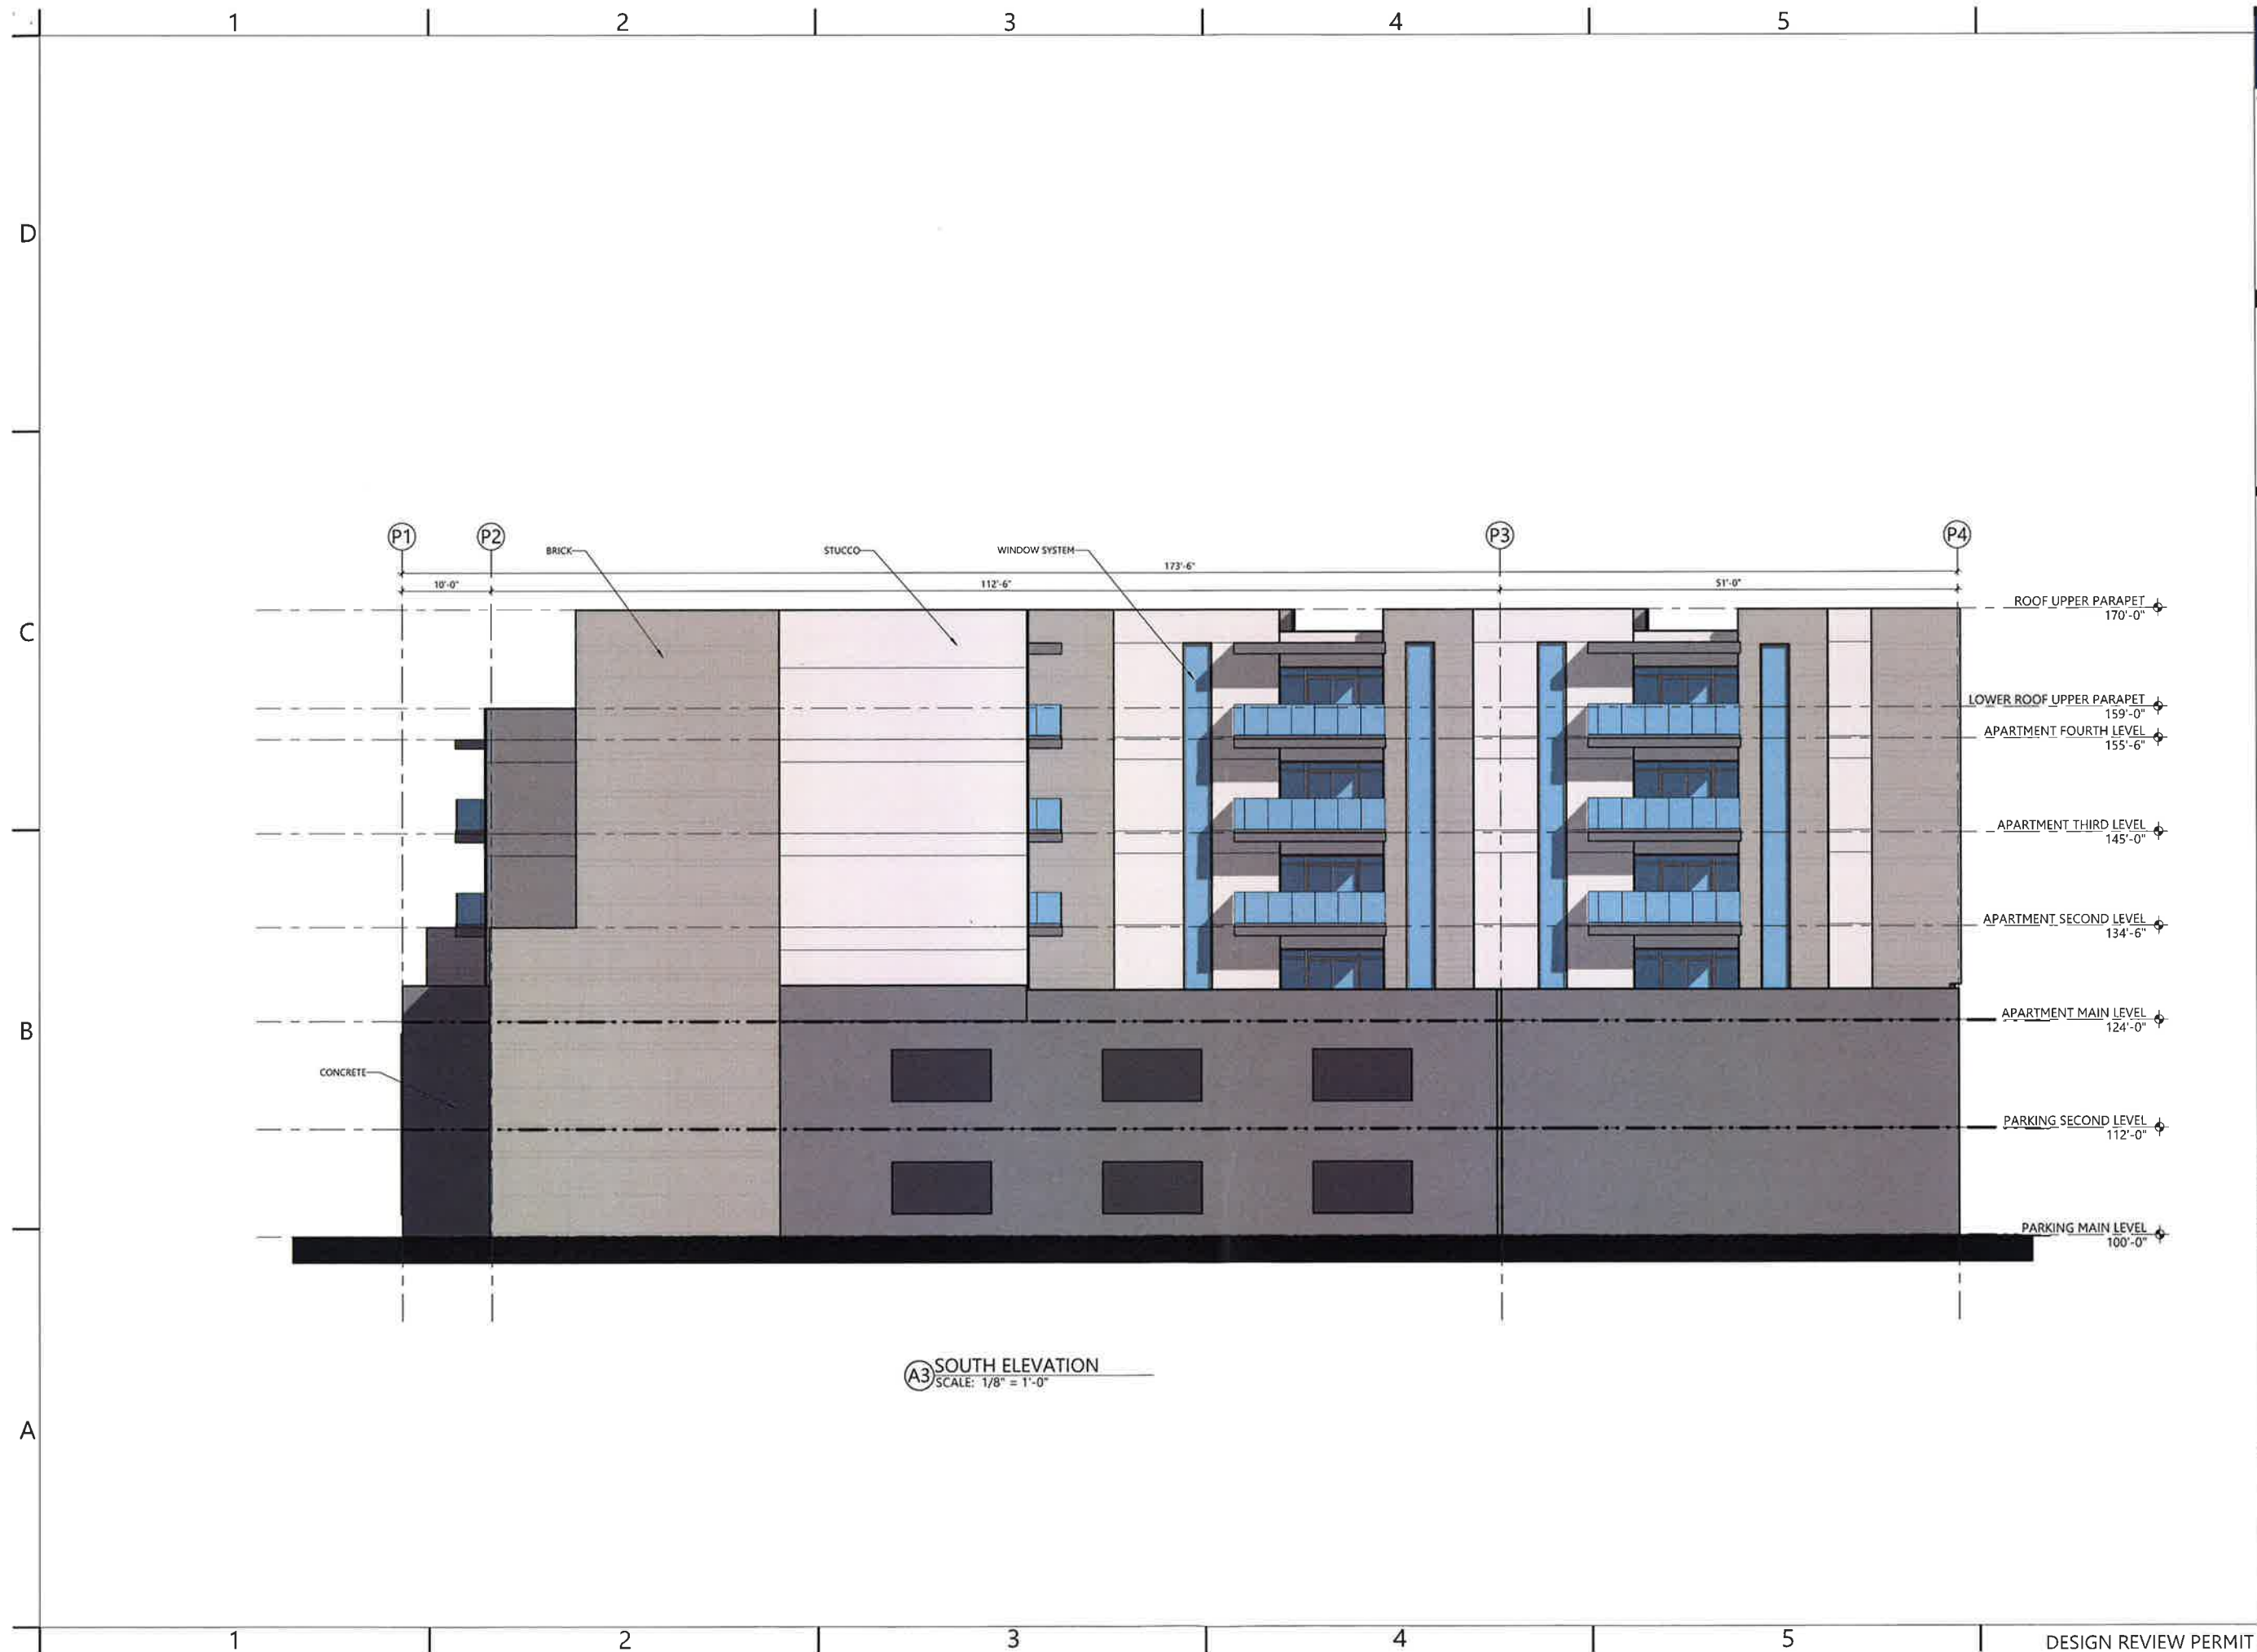 1 2 3 4 5
D
C
B
A
P1 P2 P3 P4
BRICK STUCCO WINDOW SYSTEM
173'-6"
10'-0" 112'-6" 51'-0"
ROOF UPPER PARAPET
170'-0"
LOWER ROOF UPPER PARAPET
159'-0"
APARTMENT FOURTH LEVEL
155'-6"
APARTMENT THIRD LEVEL
145'-0"
APARTMENT SECOND LEVEL
134'-6"
APARTMENT MAIN LEVEL
124'-0"
CONCRETE
PARKING SECOND LEVEL
112'-0"
PARKING MAIN LEVEL
100'-0"
A3 SOUTH ELEVATION
SCALE: 1/8" = 1'-0"
1 2 3 4 5
DESIGN REVIEW PERMIT